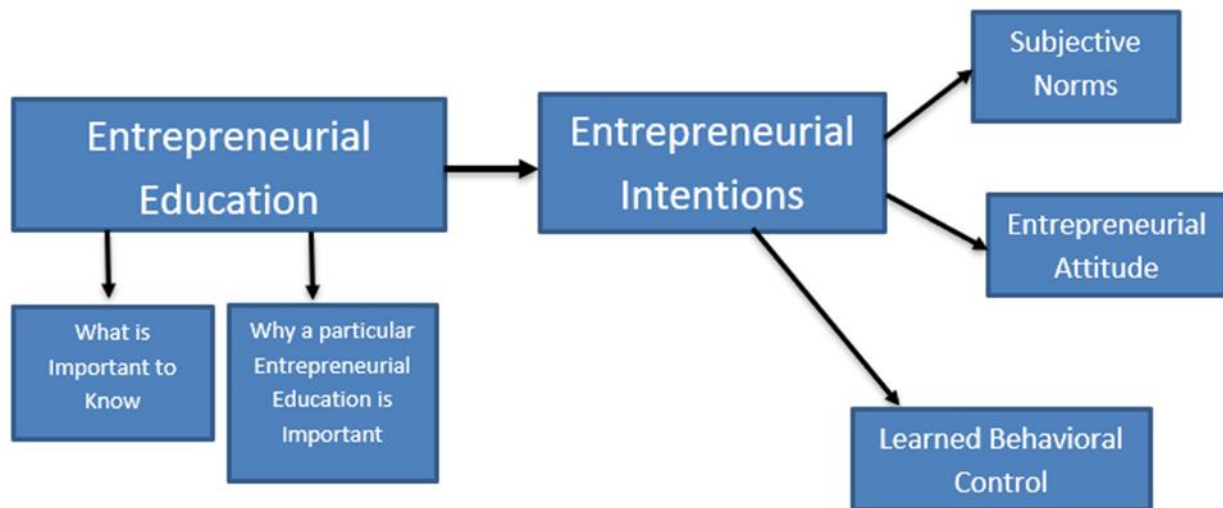 Entrepreneurial
Education
What is
Important to
Know
Why a particular
Entrepreneurial
Education is
Important
Entrepreneurial
Intentions
Subjective
Norms
Entrepreneurial
Attitude
Learned Behavioral
Control